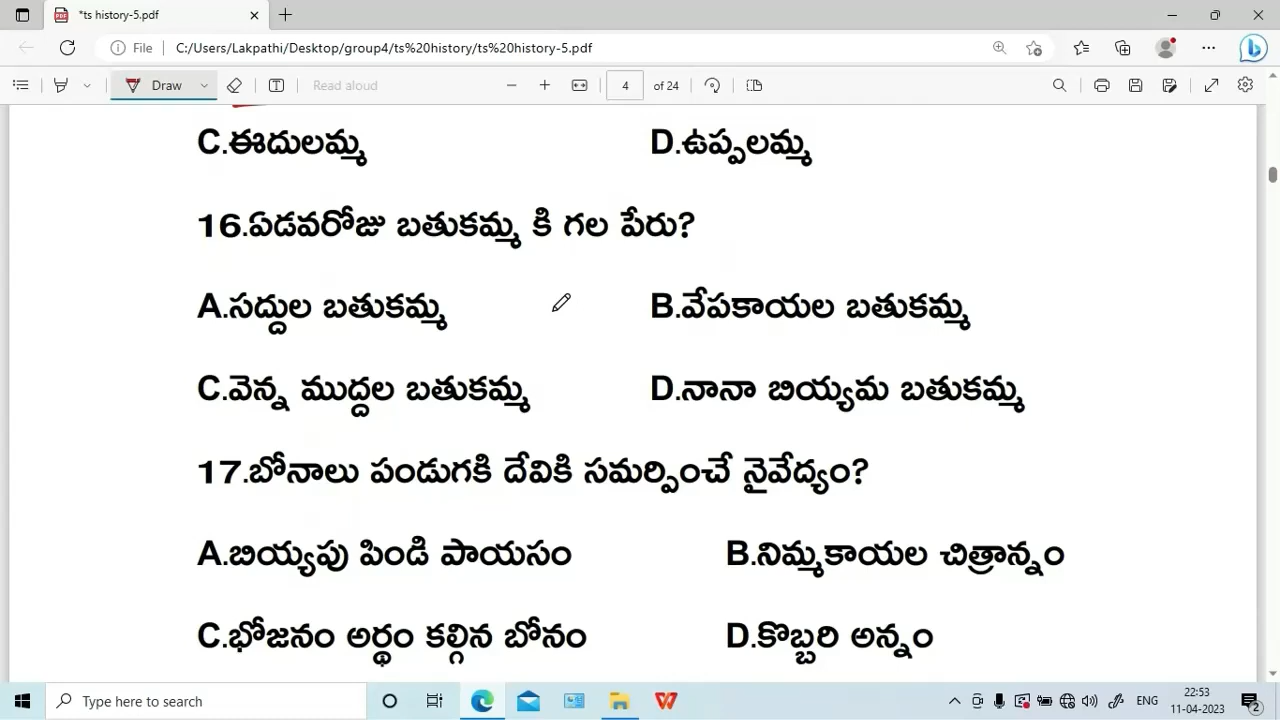 *ts history-5.pdf
File C:/Users/Lakpathi/Desktop/group4/ts%20history/ts%20history-5.pdf
Draw Read aloud 4 of 24
C.ఈదులమ్మ D.ఉప్పలమ్మ
16.ఏడవరోజు బతుకమ్మ కి గల పేరు?
A.సద్దుల బతుకమ్మ B.వేపకాయల బతుకమ్మ
C.వెన్న ముద్దల బతుకమ్మ D.నానా బియ్యమ బతుకమ్మ
17.బోనాలు పండుగకి దేవికి సమర్పించే నైవేద్యం?
A.బియ్యపు పిండి పాయసం B.నిమ్మకాయల చిత్రాన్నం
C.భోజనం అర్థం కల్గిన బోనం D.కొబ్బరి అన్నం
Type here to search ENG 22:53
11-04-2023 2